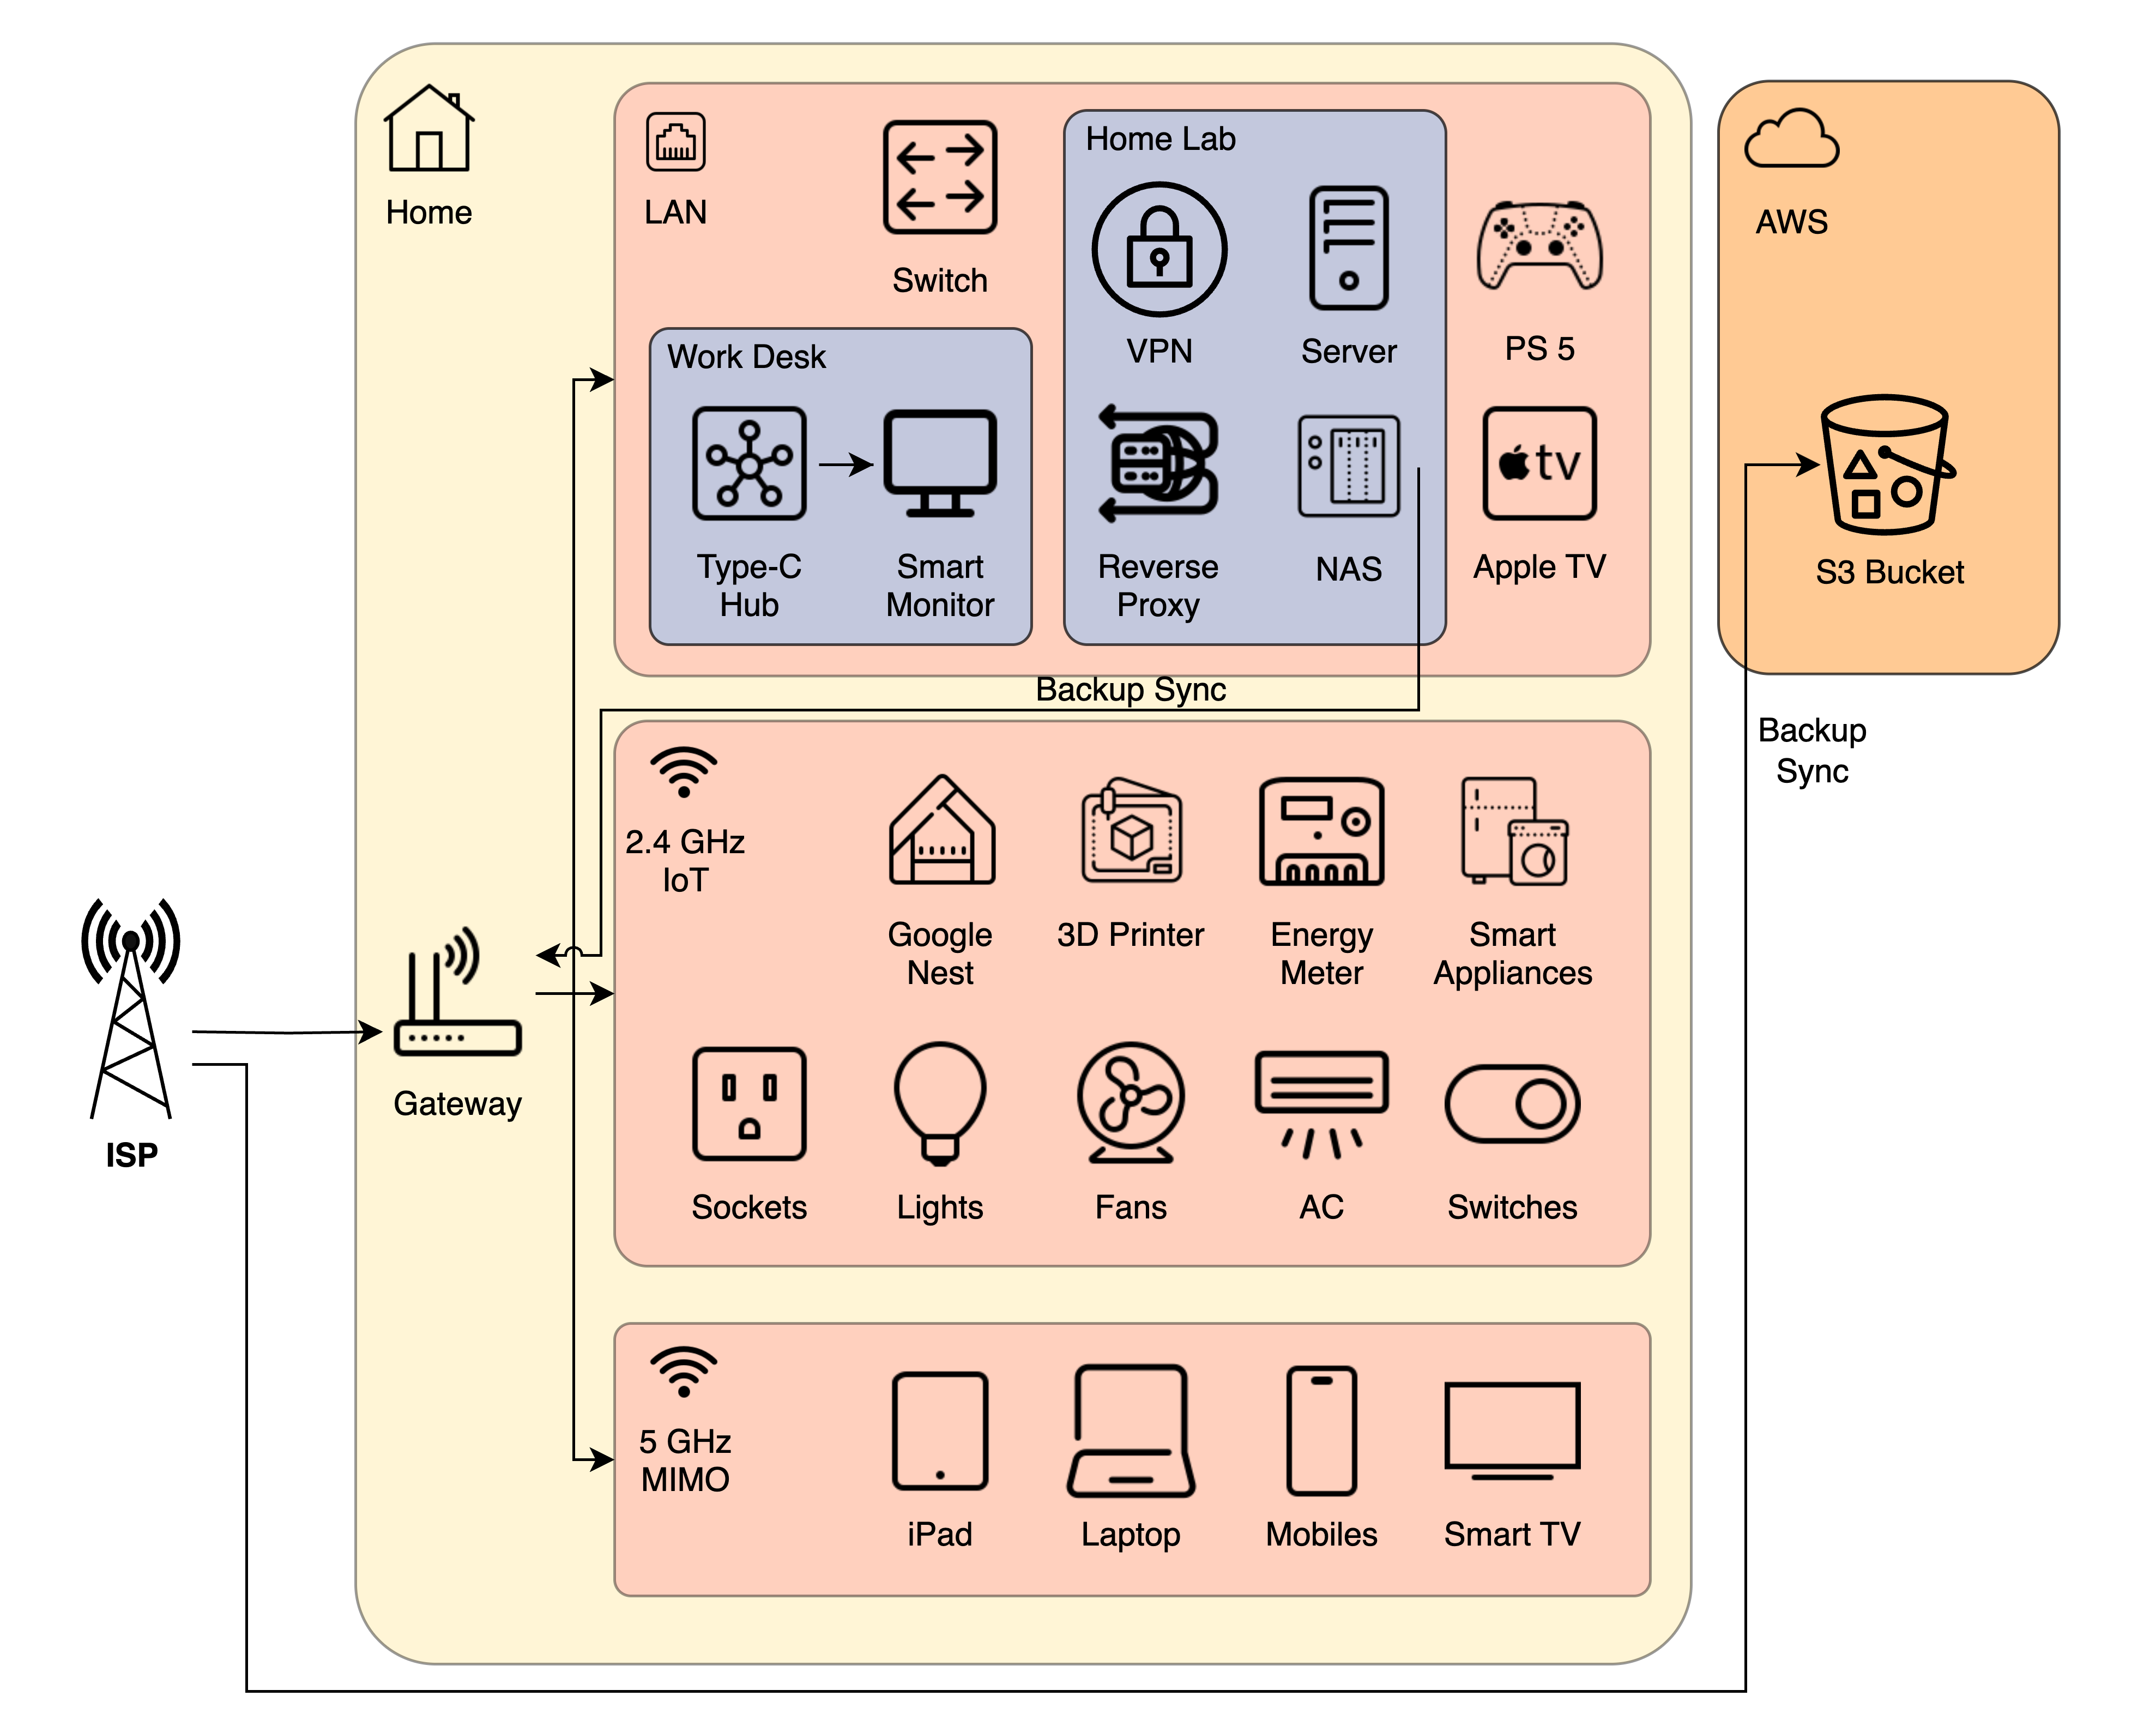 Home
LAN
Switch
Home Lab
VPN
Server
PS 5
Work Desk
Type-C
Hub
Smart
Monitor
Reverse
Proxy
NAS
tv
Apple TV
AWS
S3 Bucket
Backup Sync
Backup
Sync
2.4 GHz
IoT
Google
Nest
3D Printer
Energy
Meter
Smart
Appliances
ISP
Gateway
Sockets
Lights
Fans
AC
Switches
5 GHz
MIMO
iPad
Laptop
Mobiles
Smart TV